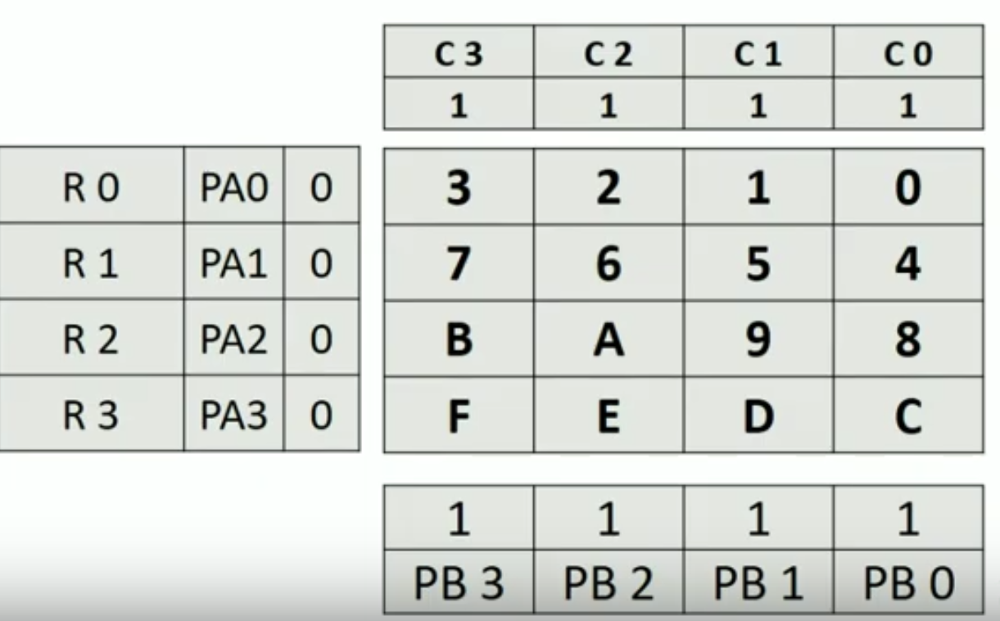 C 3 C 2 C 1 C 0
1 1 1 1
R 0 PA0 0 3 2 1 0
R 1 PA1 0 7 6 5 4
R 2 PA2 0 B A 9 8
R 3 PA3 0 F E D C
1 1 1 1
PB 3 PB 2 PB 1 PB 0